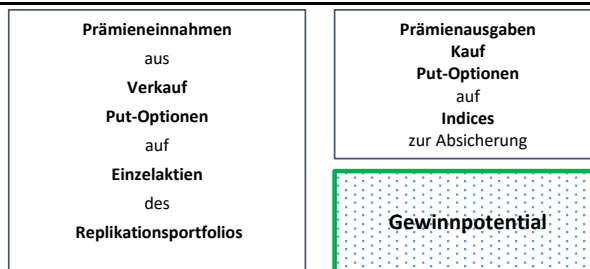 Prämieneinnahmen
aus
Verkauf
Put-Optionen
auf
Einzelaktien
des
Replikationsportfolios
Prämienausgaben
Kauf
Put-Optionen
auf
Indices
zur Absicherung
Gewinnpotential